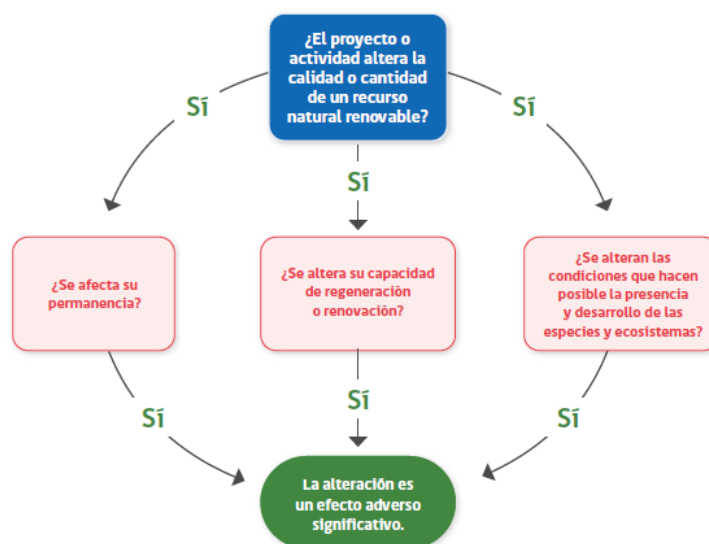 ¿El proyecto o
actividad altera la
calidad o cantidad
de un recurso
natural renovable?
Sí
Sí
Sí
¿Se afecta su
permanencia?
¿Se altera su capacidad
de regeneración
o renovación?
¿Se alteran las
condiciones que hacen
posible la presencia
y desarrollo de las
especies y ecosistemas?
Sí
Sí
Sí
La alteración es
un efecto adverso
significativo.